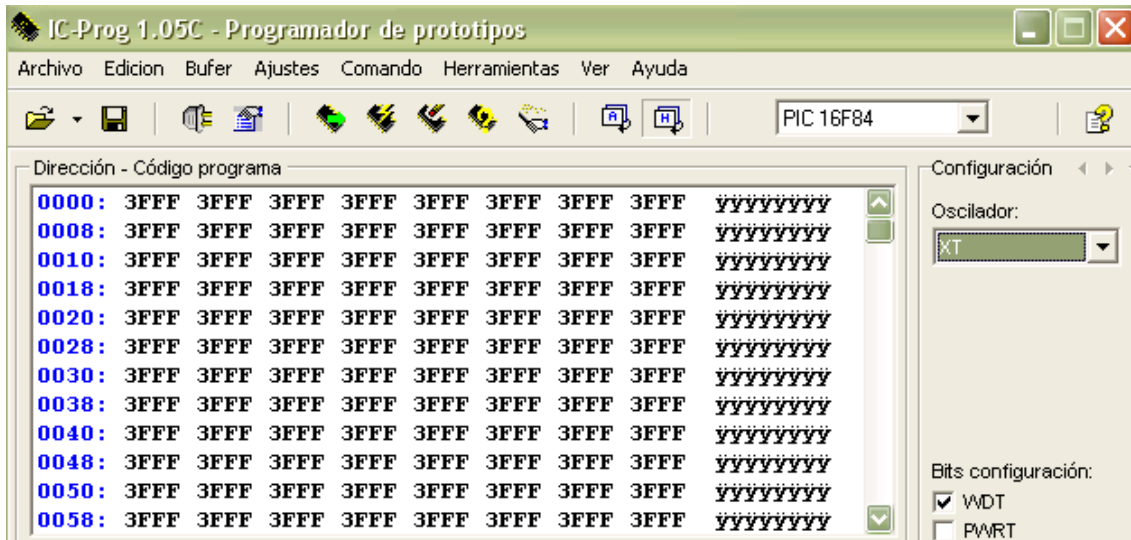 IC-Prog 1.05C - Programador de prototipos
Archivo Edicion Bufer Ajustes Comando Herramientas Ver Ayuda
PIC 16F84
Dirección - Código programa
0000: 3FFF 3FFF 3FFF 3FFF 3FFF 3FFF 3FFF 3FFF ÿÿÿÿÿÿÿÿ
0008: 3FFF 3FFF 3FFF 3FFF 3FFF 3FFF 3FFF 3FFF ÿÿÿÿÿÿÿÿ
0010: 3FFF 3FFF 3FFF 3FFF 3FFF 3FFF 3FFF 3FFF ÿÿÿÿÿÿÿÿ
0018: 3FFF 3FFF 3FFF 3FFF 3FFF 3FFF 3FFF 3FFF ÿÿÿÿÿÿÿÿ
0020: 3FFF 3FFF 3FFF 3FFF 3FFF 3FFF 3FFF 3FFF ÿÿÿÿÿÿÿÿ
0028: 3FFF 3FFF 3FFF 3FFF 3FFF 3FFF 3FFF 3FFF ÿÿÿÿÿÿÿÿ
0030: 3FFF 3FFF 3FFF 3FFF 3FFF 3FFF 3FFF 3FFF ÿÿÿÿÿÿÿÿ
0038: 3FFF 3FFF 3FFF 3FFF 3FFF 3FFF 3FFF 3FFF ÿÿÿÿÿÿÿÿ
0040: 3FFF 3FFF 3FFF 3FFF 3FFF 3FFF 3FFF 3FFF ÿÿÿÿÿÿÿÿ
0048: 3FFF 3FFF 3FFF 3FFF 3FFF 3FFF 3FFF 3FFF ÿÿÿÿÿÿÿÿ
0050: 3FFF 3FFF 3FFF 3FFF 3FFF 3FFF 3FFF 3FFF ÿÿÿÿÿÿÿÿ
0058: 3FFF 3FFF 3FFF 3FFF 3FFF 3FFF 3FFF 3FFF ÿÿÿÿÿÿÿÿ
Configuración
Oscilador:
XT
Bits configuración:
WDT
PWRT